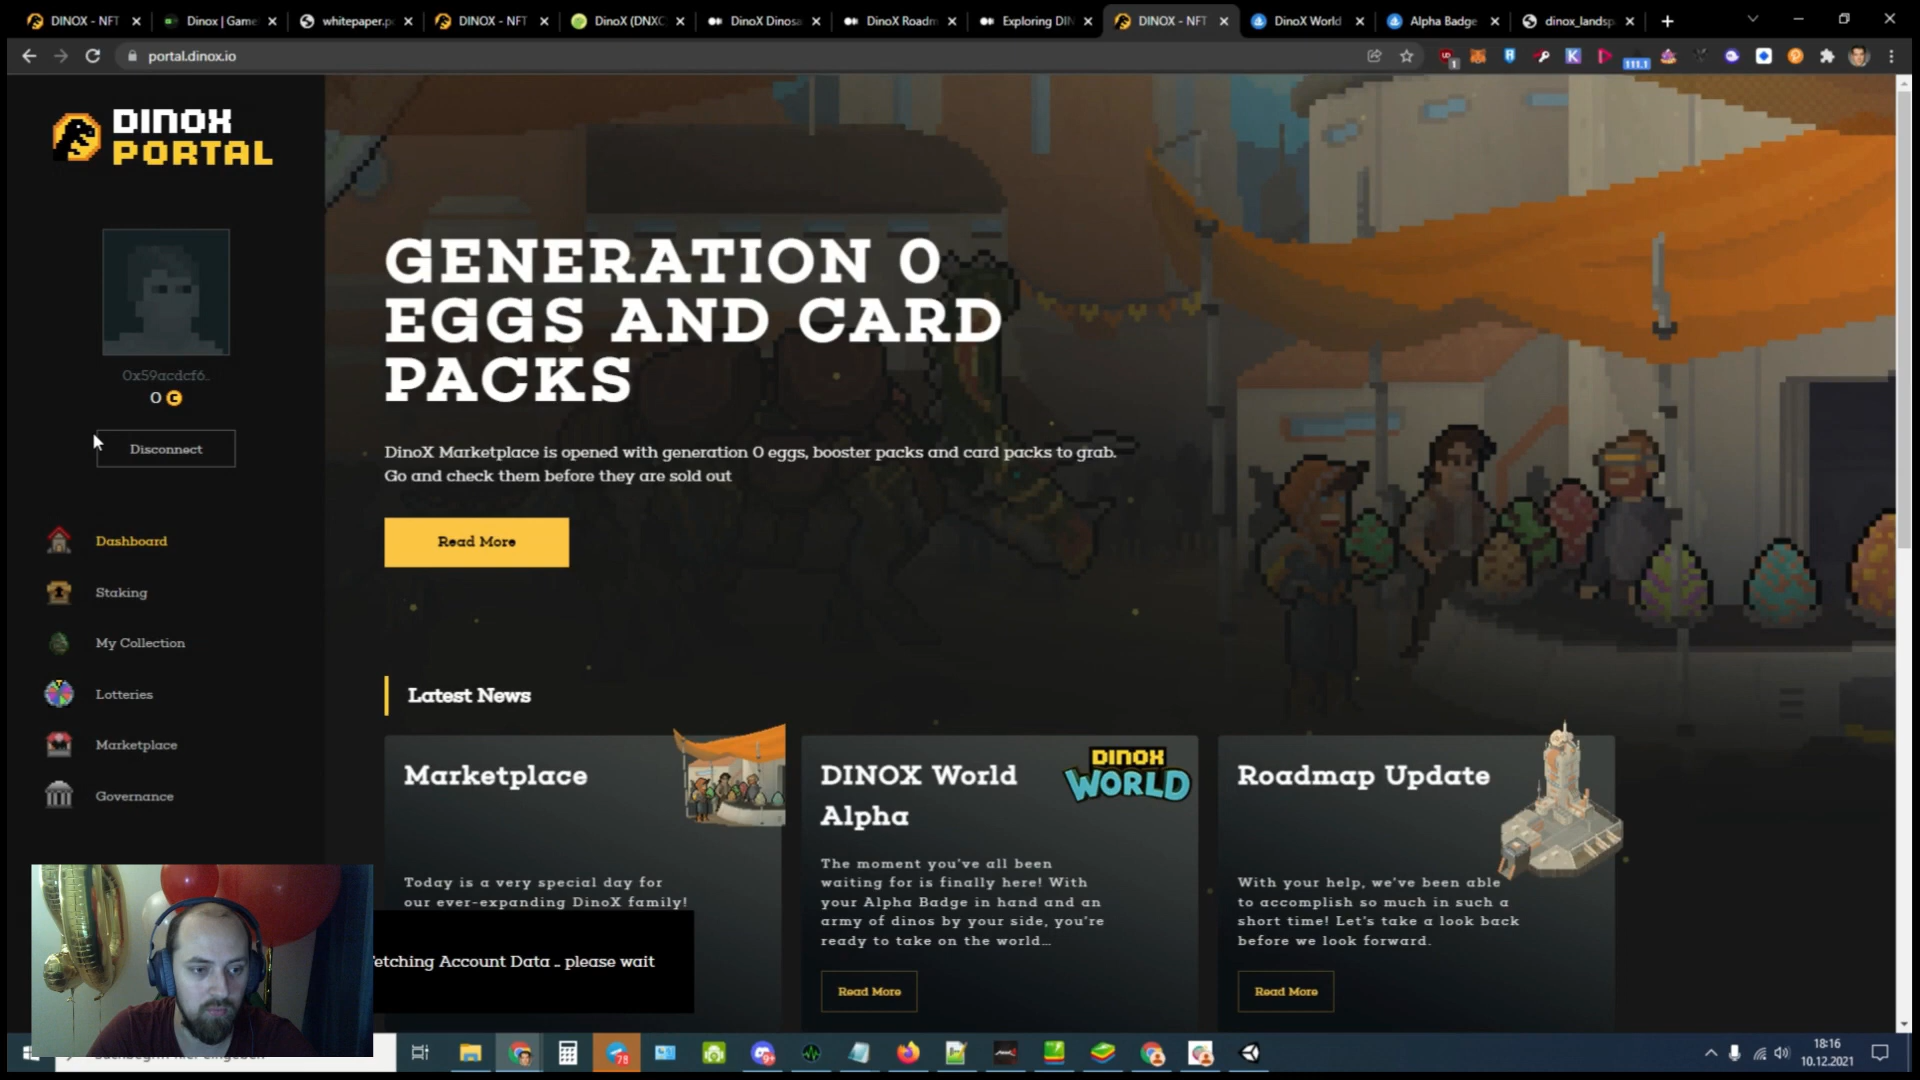 DINOX - NFT
Dinox | Game
whitepaper.p
DINOX - NFT
DinoX (DNXC
DinoX Dinosa
DinoX Roadm
Exploring DIN
DINOX - NFT
DinoX World
Alpha Badge
dinox_landsp
portal.dinox.io
1
111.1
DINOX
PORTAL
0x59acdcf6..
0 C
Disconnect
Dashboard
Staking
My Collection
Lotteries
Marketplace
Governance
GENERATION 0
EGGS AND CARD
PACKS
DinoX Marketplace is opened with generation 0 eggs, booster packs and card packs to grab.
Go and check them before they are sold out
Read More
Latest News
Marketplace
Today is a very special day for
our ever-expanding DinoX family!
DINOX World
Alpha
DINOX
WORLD
The moment you've all been
waiting for is finally here! With
your Alpha Badge in hand and an
army of dinos by your side, you're
ready to take on the world...
Read More
Roadmap Update
With your help, we've been able
to accomplish so much in such a
short time! Let's take a look back
before we look forward.
Read More
etching Account Data .. please wait
78
9+
18:16
10.12.2021